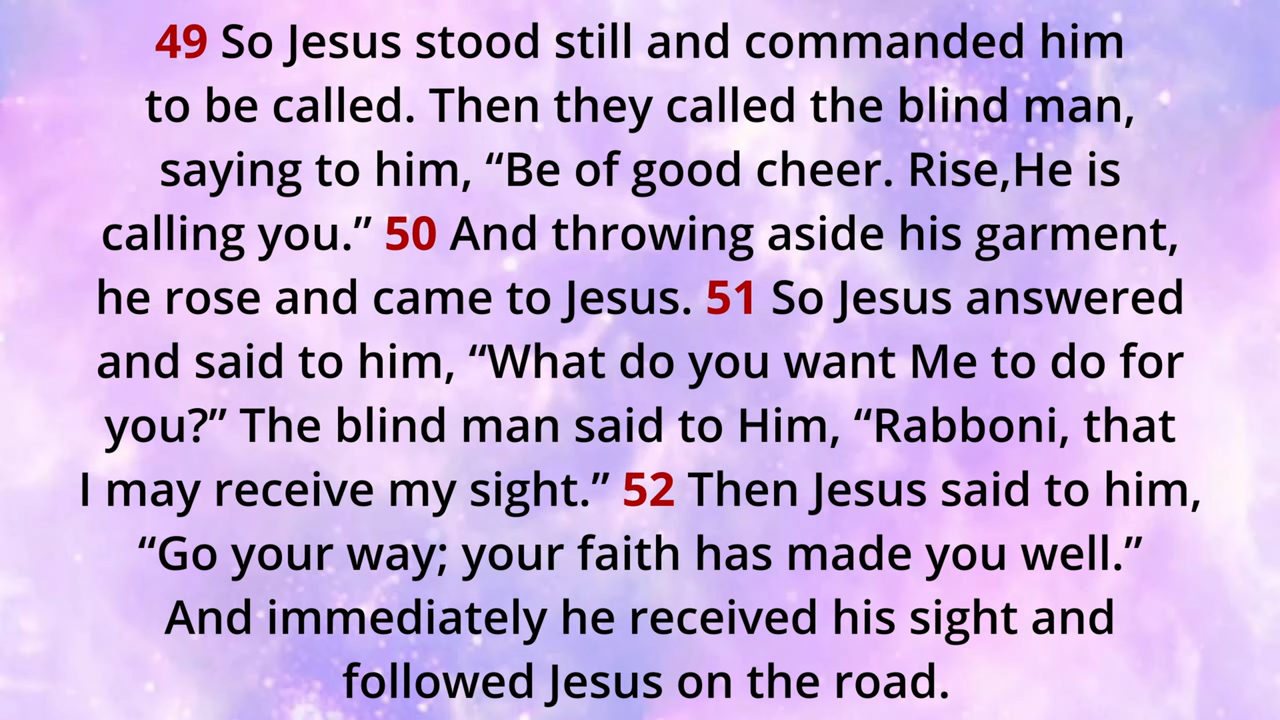 49 So Jesus stood still and commanded him
to be called. Then they called the blind man,
saying to him, “Be of good cheer. Rise,He is
calling you.” 50 And throwing aside his garment,
he rose and came to Jesus. 51 So Jesus answered
and said to him, “What do you want Me to do for
you?” The blind man said to Him, “Rabboni, that
I may receive my sight.” 52 Then Jesus said to him,
“Go your way; your faith has made you well.”
And immediately he received his sight and
followed Jesus on the road.